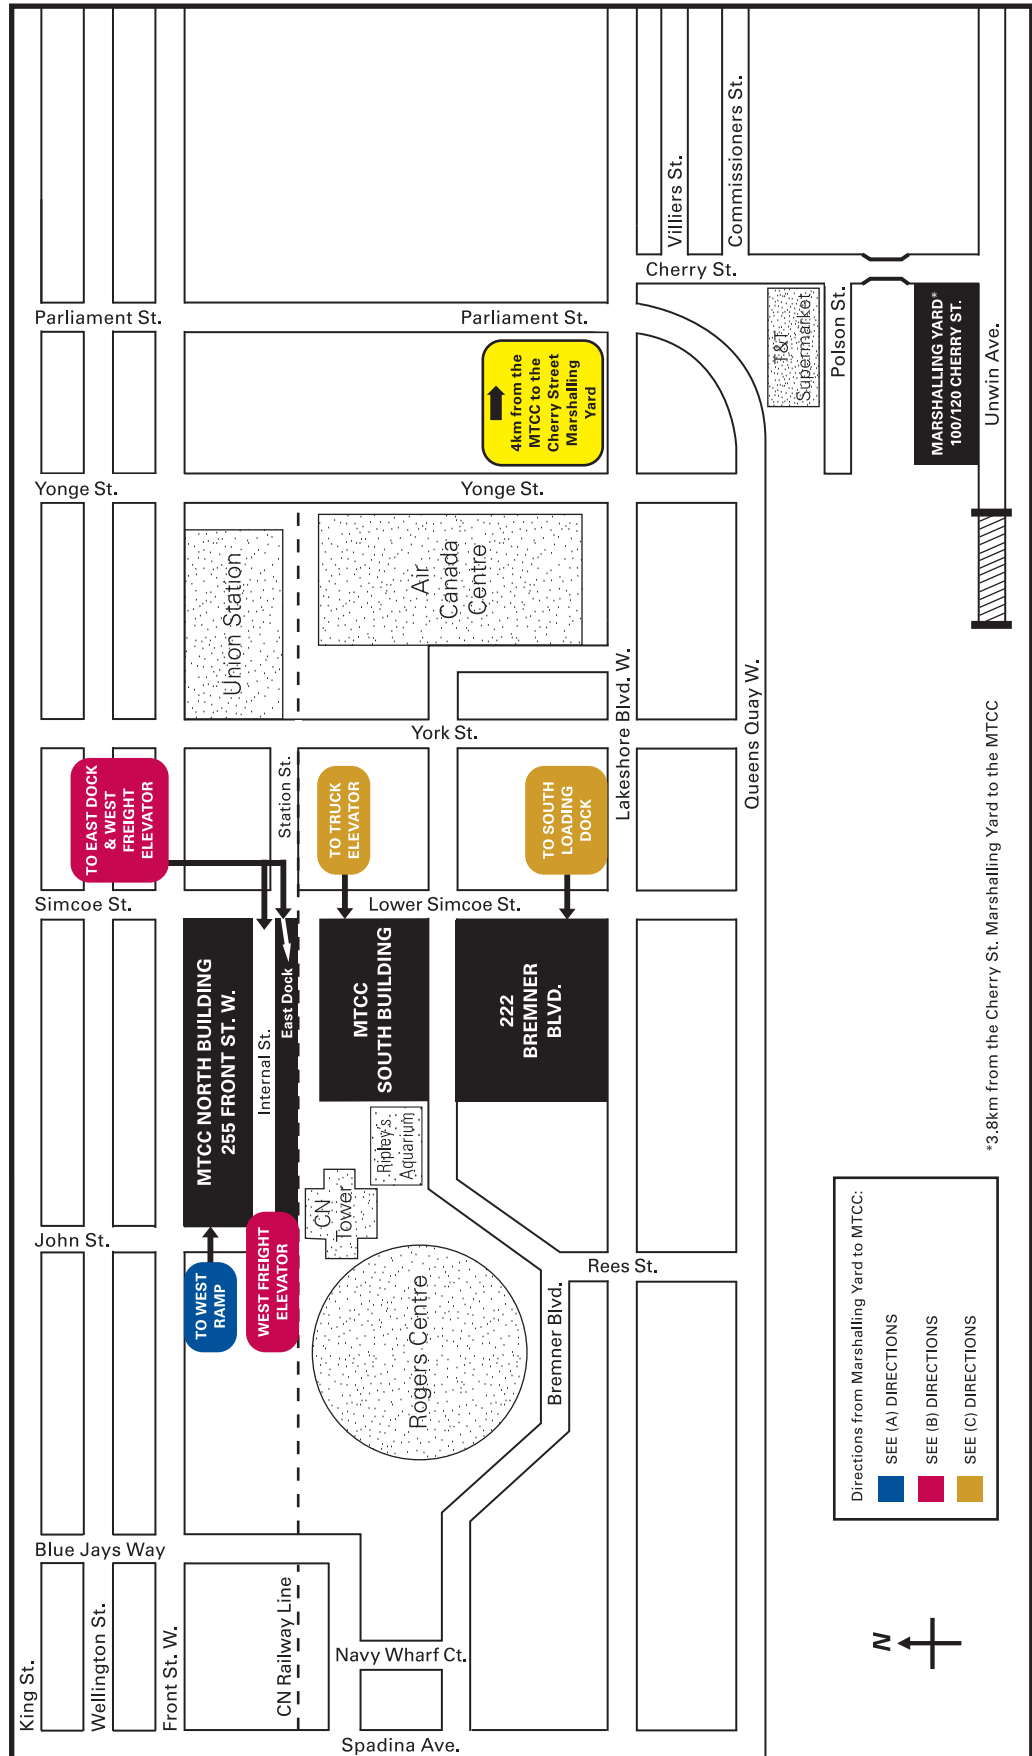 King St.
Wellington St.
Front St. W.
CN Railway Line
Spadina Ave.
Navy Wharf Ct.
Blue Jays Way
John St.
Simcoe St.
Yonge St.
Parliament St.
TO WEST
RAMP
WEST FREIGHT
ELEVATOR
MTCC NORTH BUILDING
255 FRONT ST. W.
Internal St.
East Dock
TO EAST DOCK
& WEST
FREIGHT
ELEVATOR
Station St.
Union Station
Rogers Centre
CN
Tower
Ripley's
Aquarium
MTCC
SOUTH BUILDING
Lower Simcoe St.
TO TRUCK
ELEVATOR
York St.
Air
Canada
Centre
Yonge St.
Parliament St.
4km from the
MTCC to the
Cherry Street
Marshalling
Yard
Bremner Blvd.
Rees St.
222
BREMNER
BLVD.
TO SOUTH
LOADING
DOCK
Lakeshore Blvd. W.
Queens Quay W.
Cherry St.
Villiers St.
Commissioners St.
T&T
Supermarket
Polson St.
MARSHALLING YARD*
100/120 CHERRY ST.
Unwin Ave.
N
Directions from Marshalling Yard to MTCC:
SEE (A) DIRECTIONS
SEE (B) DIRECTIONS
SEE (C) DIRECTIONS
*3.8km from the Cherry St. Marshalling Yard to the MTCC